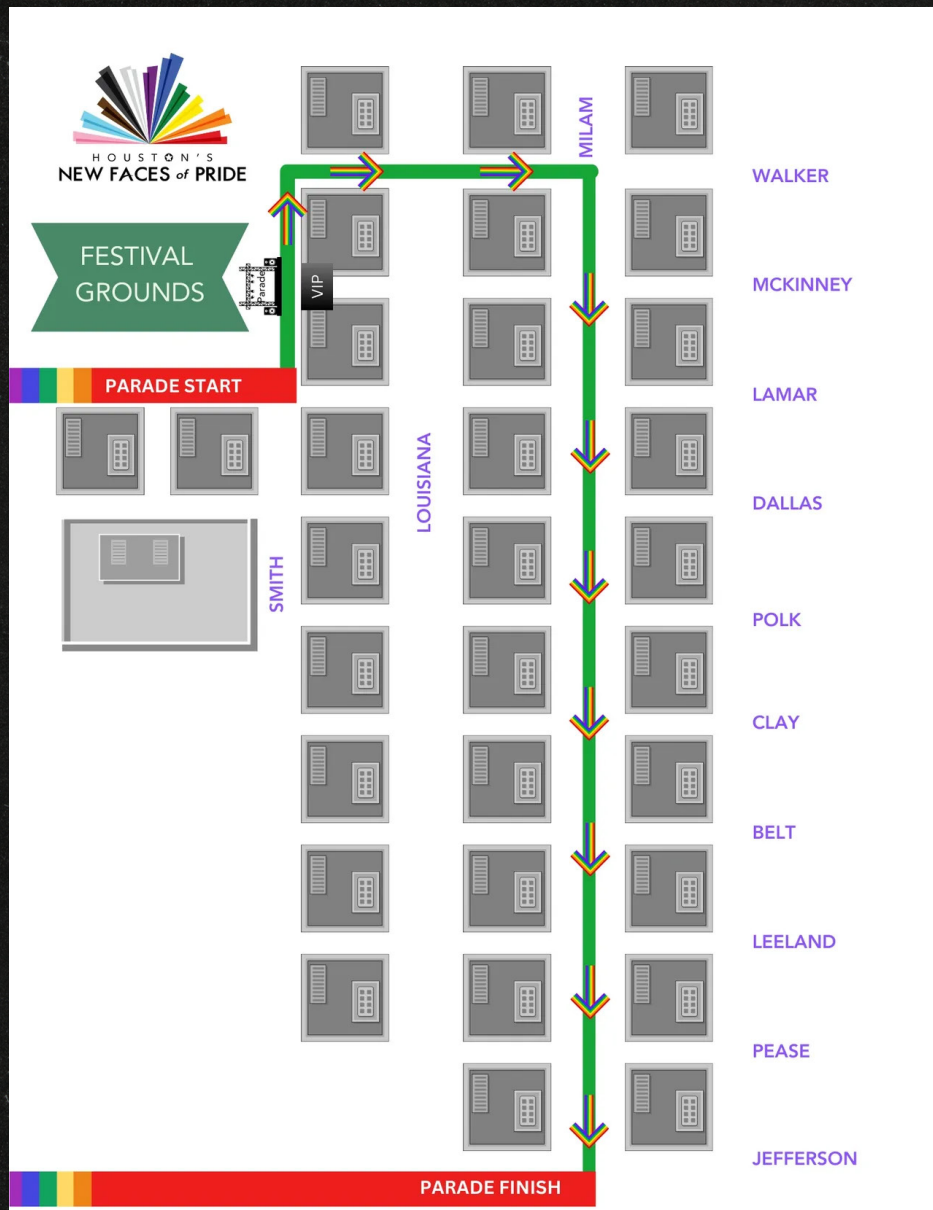 HOUSTON'S
NEW FACES of PRIDE
MILAM
WALKER
FESTIVAL
GROUNDS
Parade
VIP
MCKINNEY
PARADE START
LAMAR
LOUISIANA
DALLAS
SMITH
POLK
CLAY
BELT
LEELAND
PEASE
JEFFERSON
PARADE FINISH